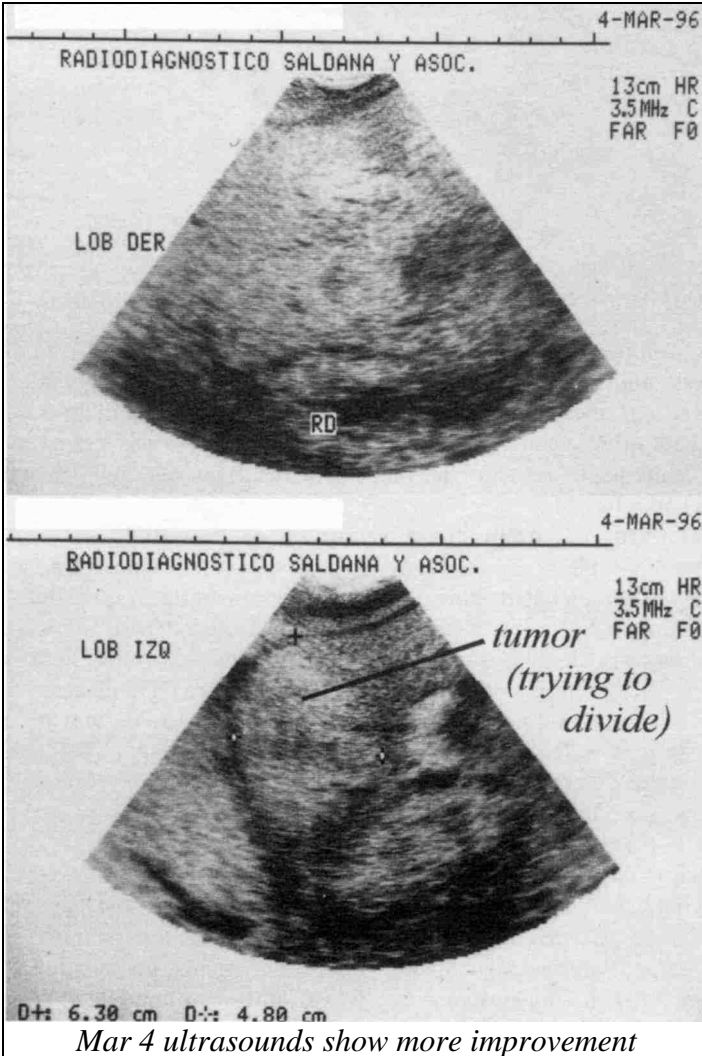 4-MAR-96
RADIODIAGNOSTICO SALDANA Y ASOC.
13cm HR
3.5MHz C
FAR F0
LOB DER
RD
4-MAR-96
RADIODIAGNOSTICO SALDANA Y ASOC.
13cm HR
3.5MHz C
FAR F0
LOB IZQ
tumor
(trying to
divide)
D+: 6.30 cm D-:-: 4.80 cm
Mar 4 ultrasounds show more improvement